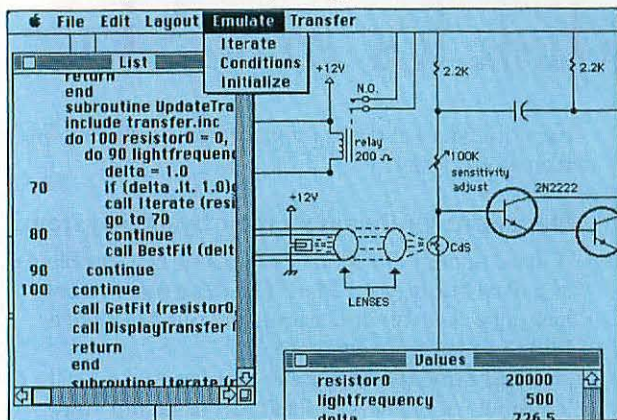 File Edit Layout Emulate Transfer
Iterate
Conditions
Initialize
List
return
end
subroutine UpdateTra
include transfer.inc
do 100 resistor0 = 0,
do 90 lightfrequenc
delta = 1.0
70 if (delta .lt. 1.0)g
call Iterate (resi
go to 70
80 continue
call BestFit (delt
90 continue
100 continue
call GetFit (resistor0,
call DisplayTransfer (
return
end
subroutine Iterate (r
+12V
N.O.
relay
200 Ω
+12V
LENSES
CdS
2.2K
2.2K
100K
sensitivity
adjust
2N2222
Values
resistor0 20000
lightfrequency 500
delta 226.5